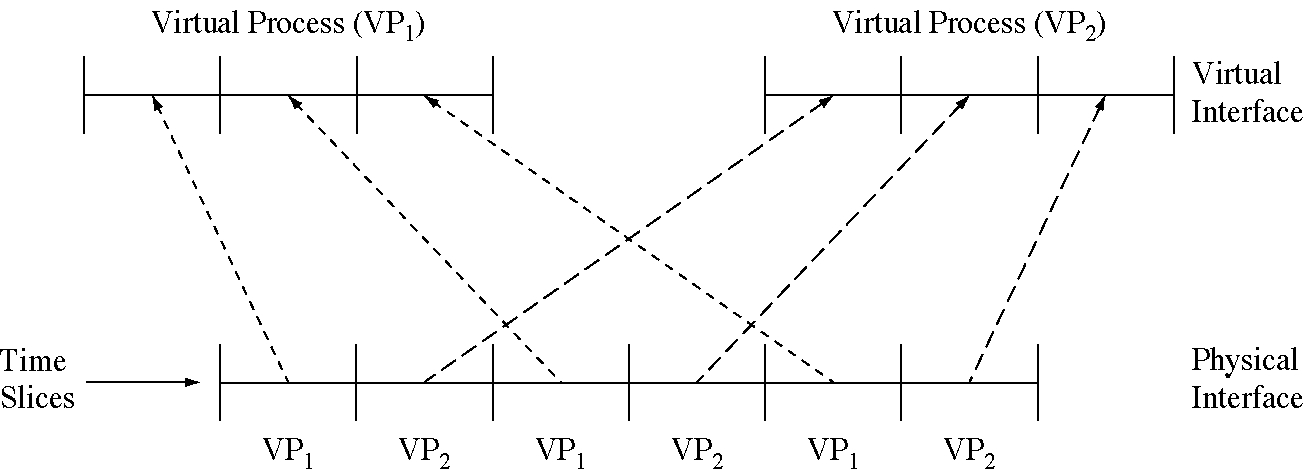 Virtual Process (VP₁)
Virtual Process (VP₂)
Virtual
Interface
Time
Slices
Physical
Interface
VP₁ VP₂ VP₁ VP₂ VP₁ VP₂